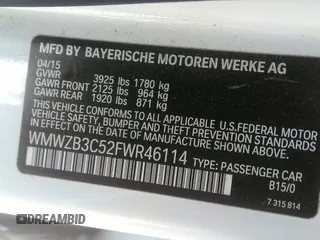 MFD BY BAYERISCHE MOTOREN WERKE AG
04/15
GVWR 3925 lbs 1780 kg
GAWR FRONT 2125 lbs 964 kg
GAWR REAR 1920 lbs 871 kg
THIS VEHICLE CONFORMS TO ALL APPLICABLE U.S. FEDERAL
MOTOR VEHICLE SAFETY, BUMPER, AND THEFT PREVENTION
STANDARDS IN EFFECT ON THE DATE OF MANUFACTURE
SHOWN ABOVE.
WMWZB3C52FWR46114 TYPE: PASSENGER CAR
B15/0
7 315 814
DREAMBID